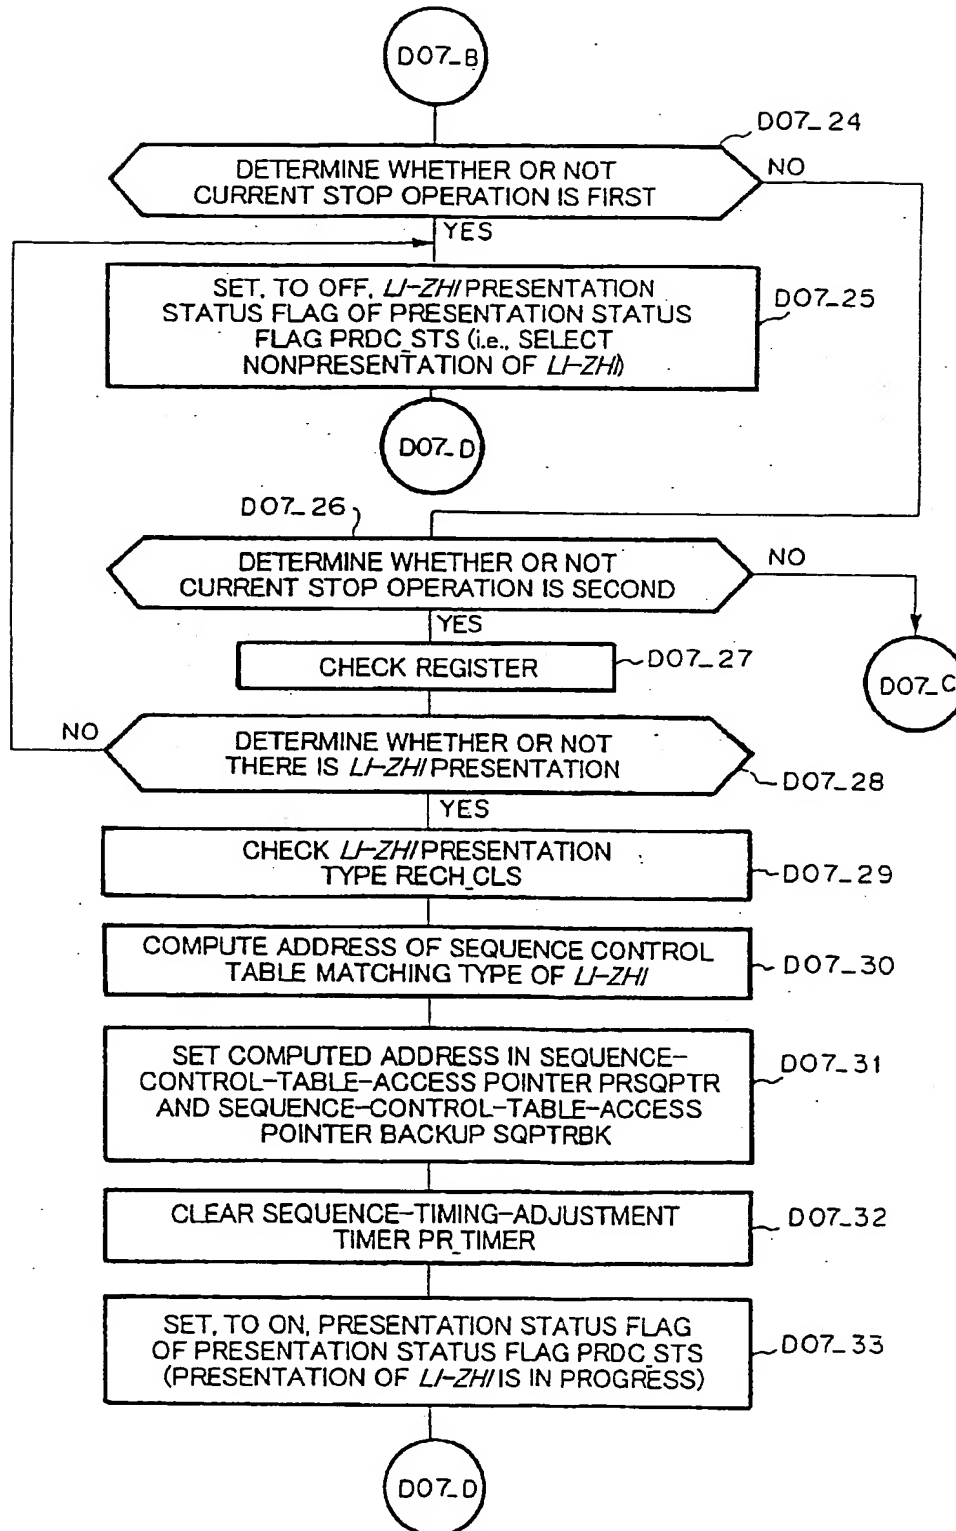 D07_B
D07_24
DETERMINE WHETHER OR NOT
CURRENT STOP OPERATION IS FIRST
NO
YES
SET, TO OFF, LI-ZHI PRESENTATION
STATUS FLAG OF PRESENTATION STATUS
FLAG PRDC_STS (i.e., SELECT
NONPRESENTATION OF LI-ZHI)
D07_25
D07_D
D07_26
DETERMINE WHETHER OR NOT
CURRENT STOP OPERATION IS SECOND
NO
YES
D07_C
CHECK REGISTER
D07_27
NO
DETERMINE WHETHER OR NOT
THERE IS LI-ZHI PRESENTATION
D07_28
YES
CHECK LI-ZHI PRESENTATION
TYPE RECH_CLS
D07_29
COMPUTE ADDRESS OF SEQUENCE CONTROL
TABLE MATCHING TYPE OF LI-ZHI
D07_30
SET COMPUTED ADDRESS IN SEQUENCE-
CONTROL-TABLE-ACCESS POINTER PRSQPTR
AND SEQUENCE-CONTROL-TABLE-ACCESS
POINTER BACKUP SQPTRBK
D07_31
CLEAR SEQUENCE-TIMING-ADJUSTMENT
TIMER PR_TIMER
D07_32
SET, TO ON, PRESENTATION STATUS FLAG
OF PRESENTATION STATUS FLAG PRDC_STS
(PRESENTATION OF LI-ZHI IS IN PROGRESS)
D07_33
D07_D